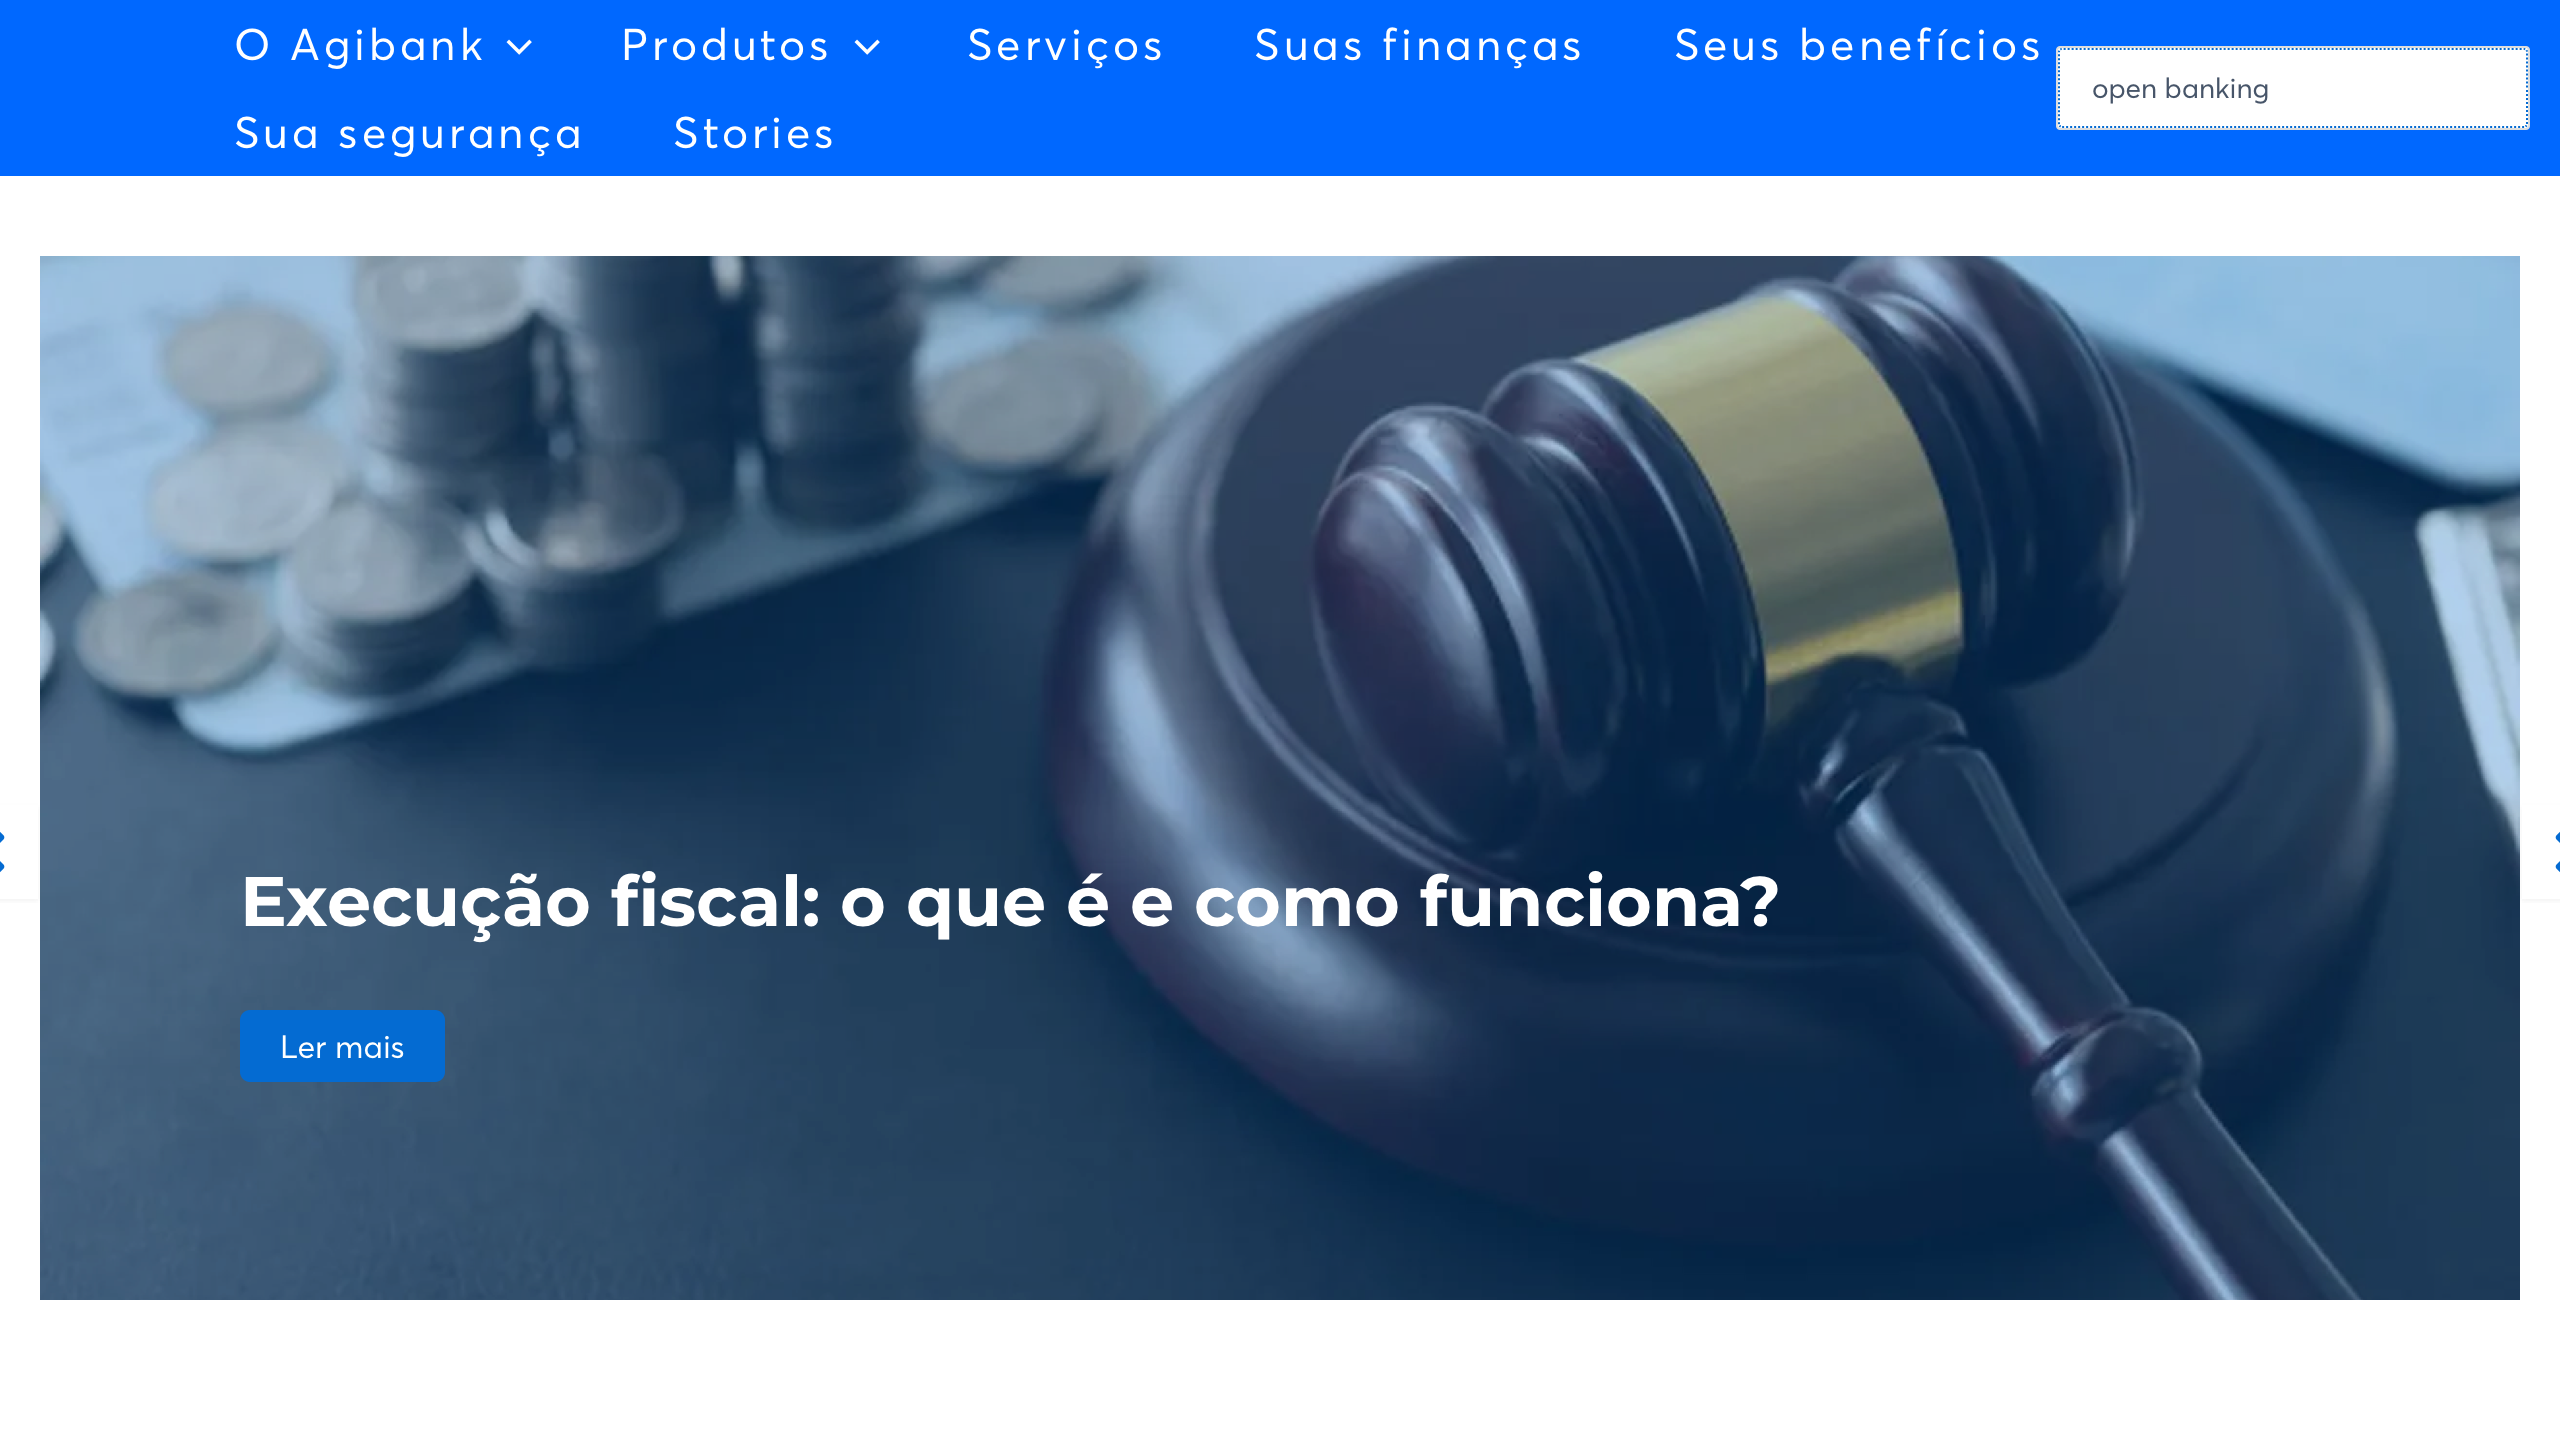 O Agibank
Produtos
Serviços
Suas finanças
Seus benefícios
open banking
Sua segurança
Stories
Execução fiscal: o que é e como funciona?
Ler mais